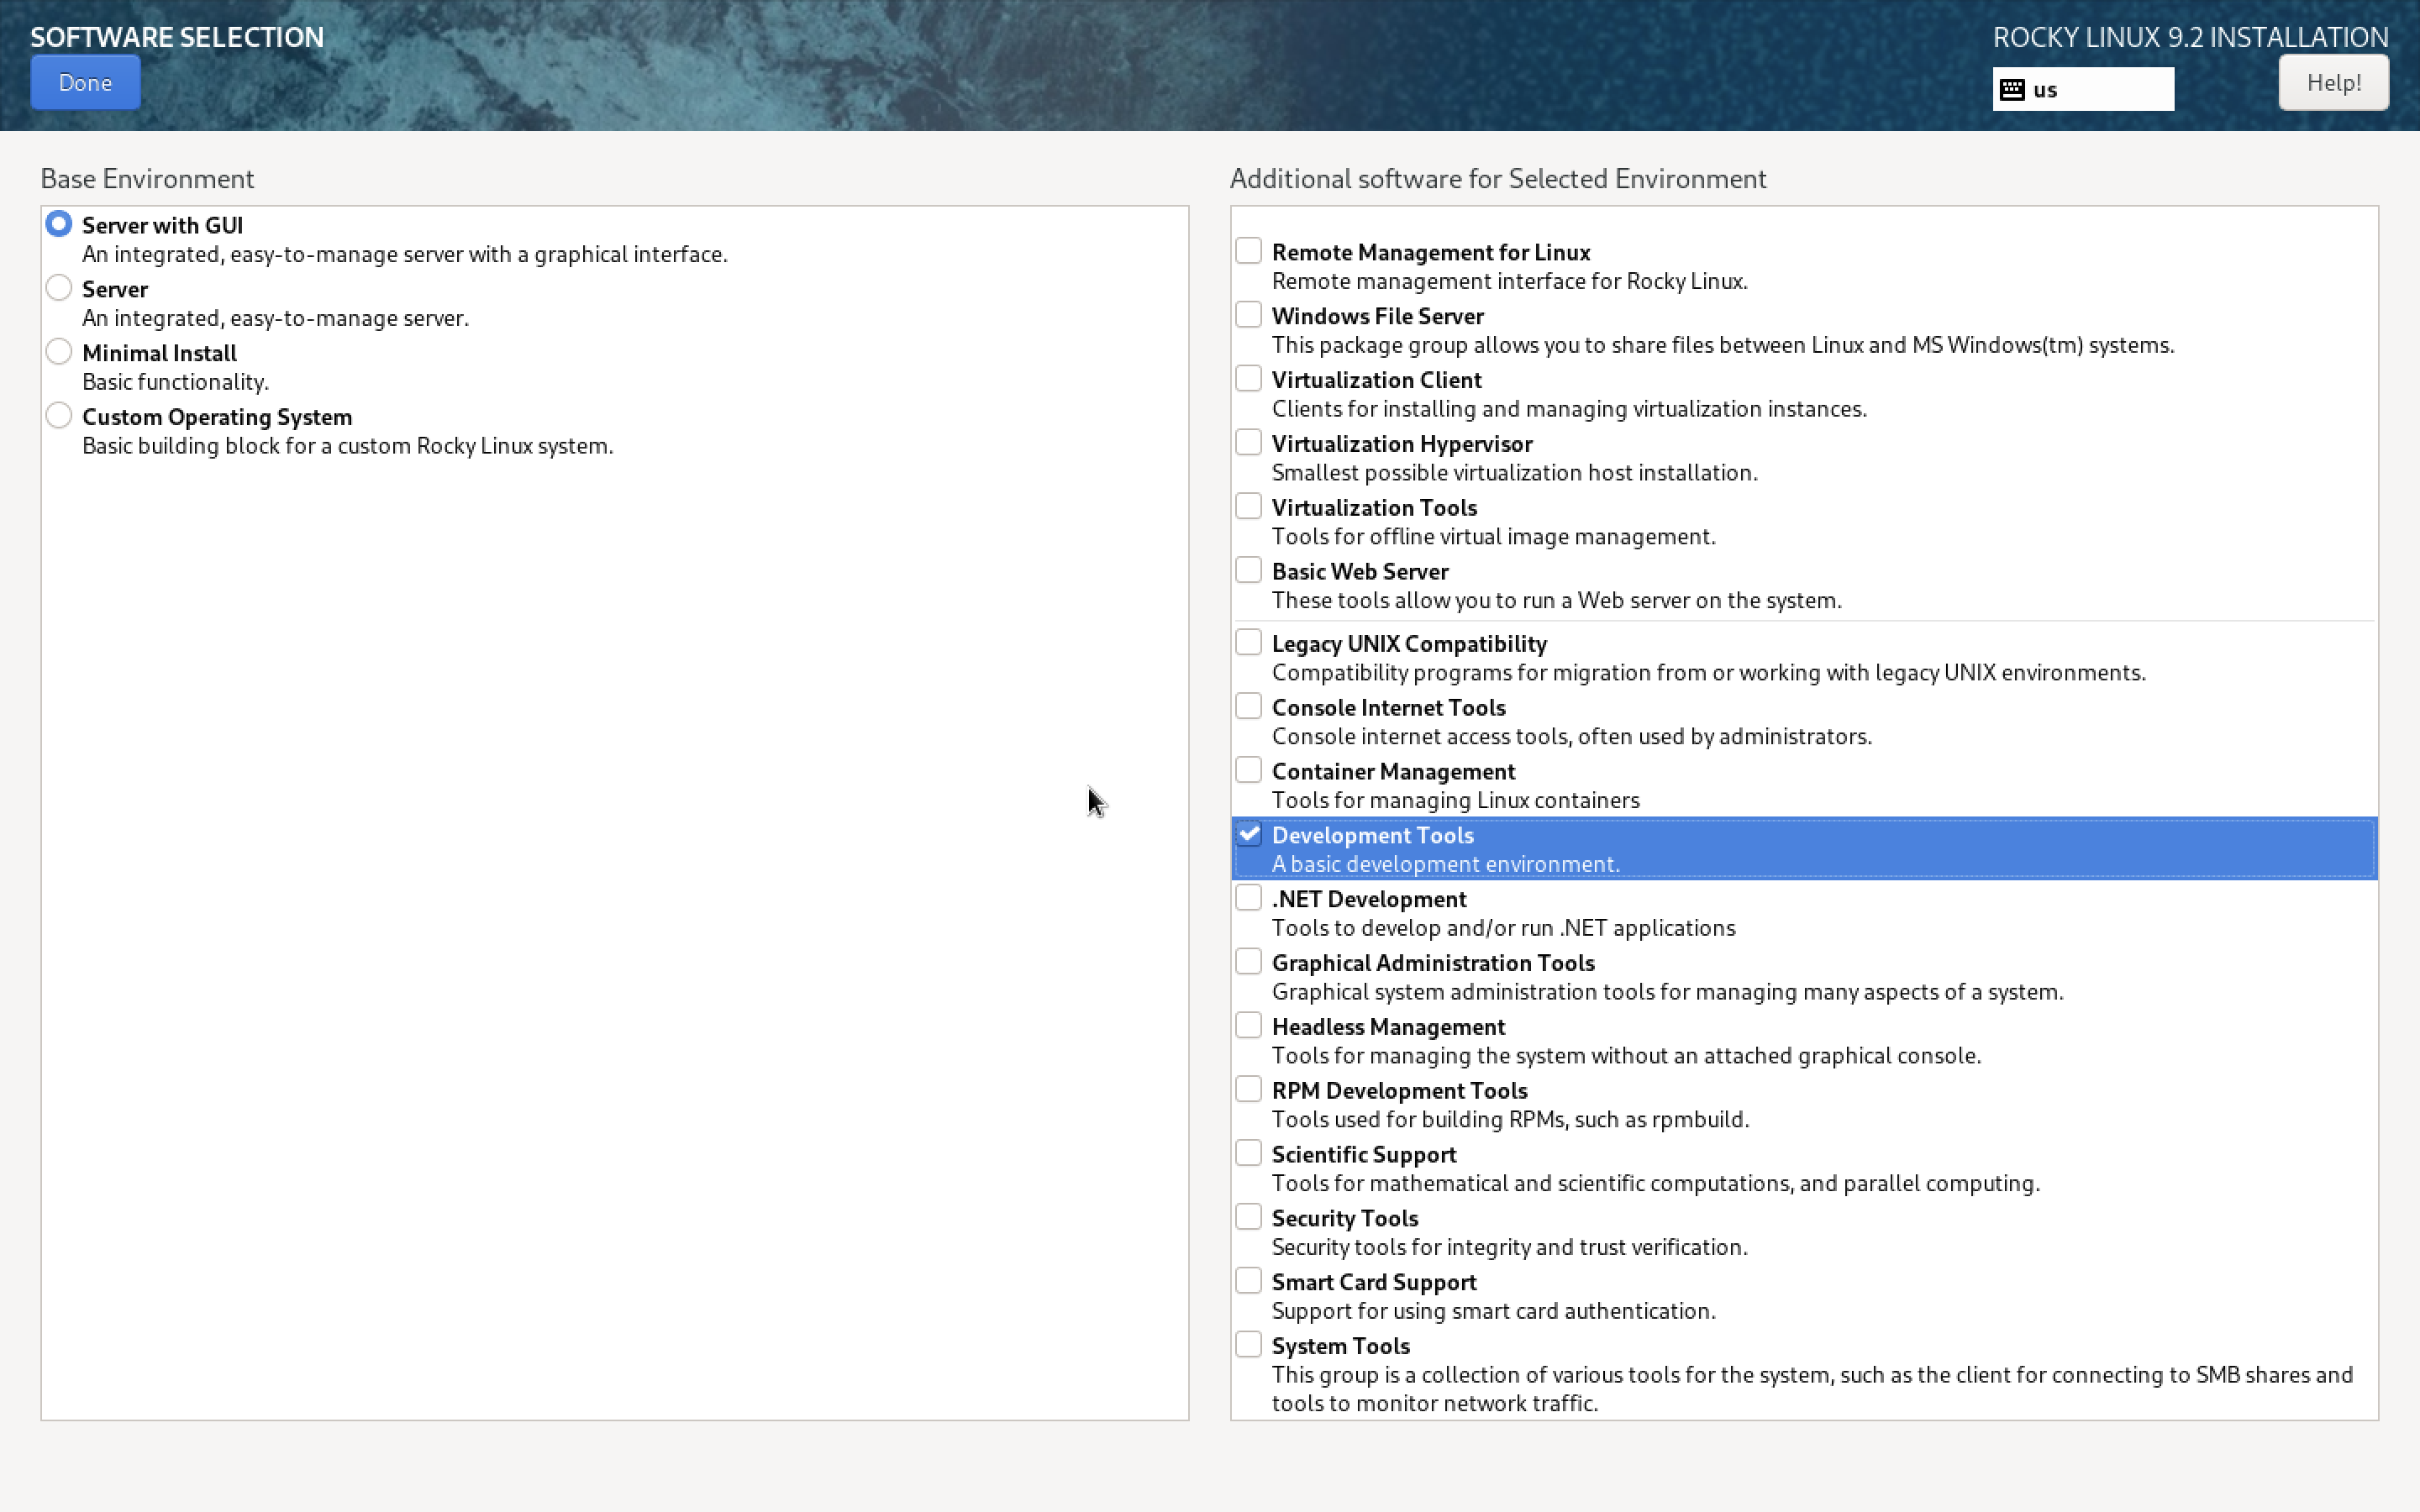 SOFTWARE SELECTION
Done
ROCKY LINUX 9.2 INSTALLATION
us
Help!
Base Environment
Server with GUI
An integrated, easy-to-manage server with a graphical interface.
Server
An integrated, easy-to-manage server.
Minimal Install
Basic functionality.
Custom Operating System
Basic building block for a custom Rocky Linux system.
Additional software for Selected Environment
Remote Management for Linux
Remote management interface for Rocky Linux.
Windows File Server
This package group allows you to share files between Linux and MS Windows(tm) systems.
Virtualization Client
Clients for installing and managing virtualization instances.
Virtualization Hypervisor
Smallest possible virtualization host installation.
Virtualization Tools
Tools for offline virtual image management.
Basic Web Server
These tools allow you to run a Web server on the system.
Legacy UNIX Compatibility
Compatibility programs for migration from or working with legacy UNIX environments.
Console Internet Tools
Console internet access tools, often used by administrators.
Container Management
Tools for managing Linux containers
Development Tools
A basic development environment.
.NET Development
Tools to develop and/or run .NET applications
Graphical Administration Tools
Graphical system administration tools for managing many aspects of a system.
Headless Management
Tools for managing the system without an attached graphical console.
RPM Development Tools
Tools used for building RPMs, such as rpmbuild.
Scientific Support
Tools for mathematical and scientific computations, and parallel computing.
Security Tools
Security tools for integrity and trust verification.
Smart Card Support
Support for using smart card authentication.
System Tools
This group is a collection of various tools for the system, such as the client for connecting to SMB shares and
tools to monitor network traffic.